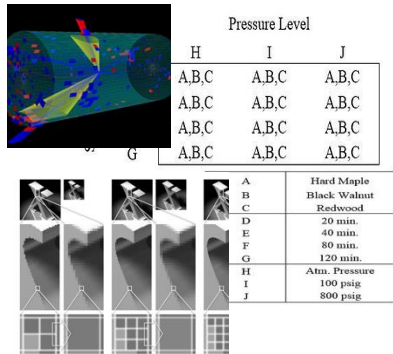 Pressure Level
H I J
A,B,C A,B,C A,B,C
A,B,C A,B,C A,B,C
A,B,C A,B,C A,B,C
G A,B,C A,B,C A,B,C
A Hard Maple
B Black Walnut
C Redwood
D 20 min.
E 40 min.
F 80 min.
G 120 min.
H Atm. Pressure
I 100 psig
J 800 psig